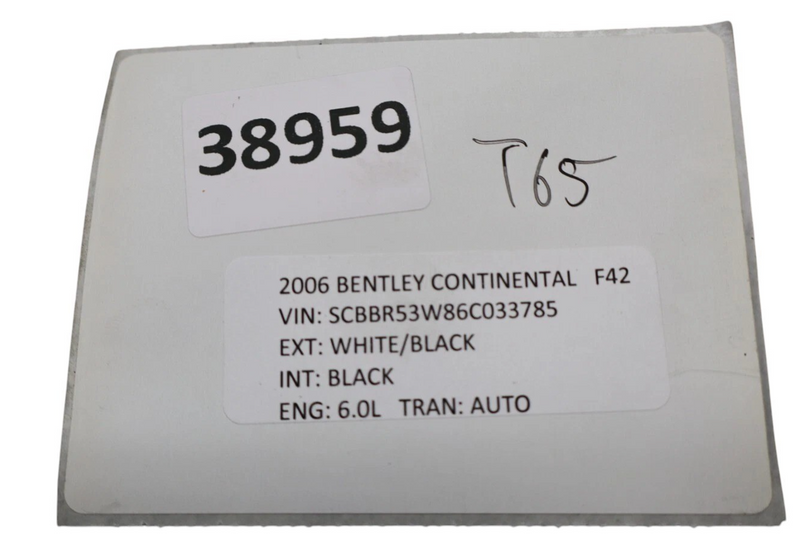 38959
T65
2006 BENTLEY CONTINENTAL F42
VIN: SCBBR53W86C033785
EXT: WHITE/BLACK
INT: BLACK
ENG: 6.0L TRAN: AUTO